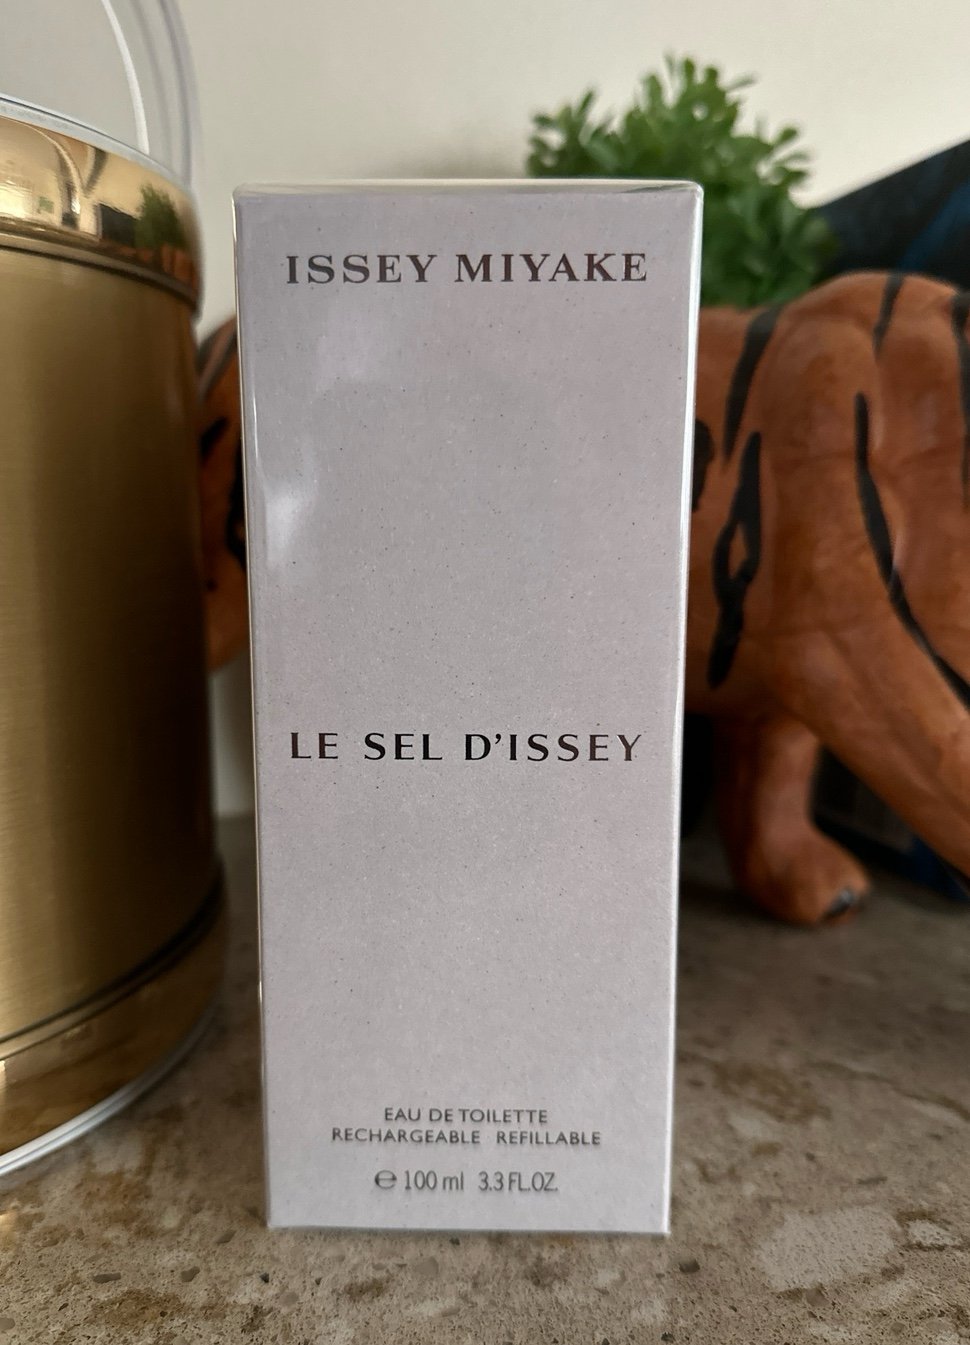 ISSEY MIYAKE
LE SEL D'ISSEY
EAU DE TOILETTE
RECHARGEABLE REFILLABLE
℮ 100 ml 3.3 FL.OZ.